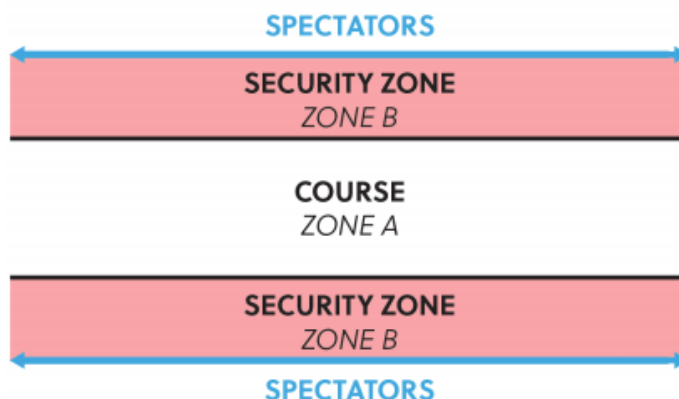 SPECTATORS
SECURITY ZONE
ZONE B
COURSE
ZONE A
SECURITY ZONE
ZONE B
SPECTATORS